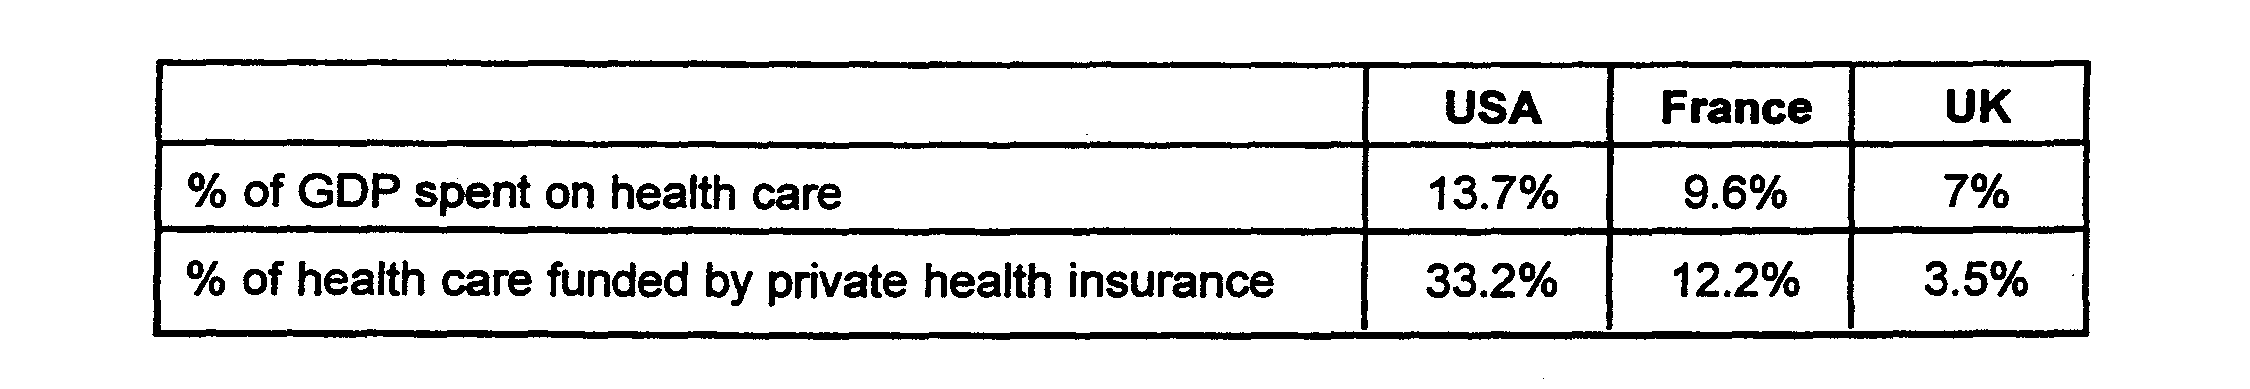 USA France UK
% of GDP spent on health care 13.7% 9.6% 7%
% of health care funded by private health insurance 33.2% 12.2% 3.5%